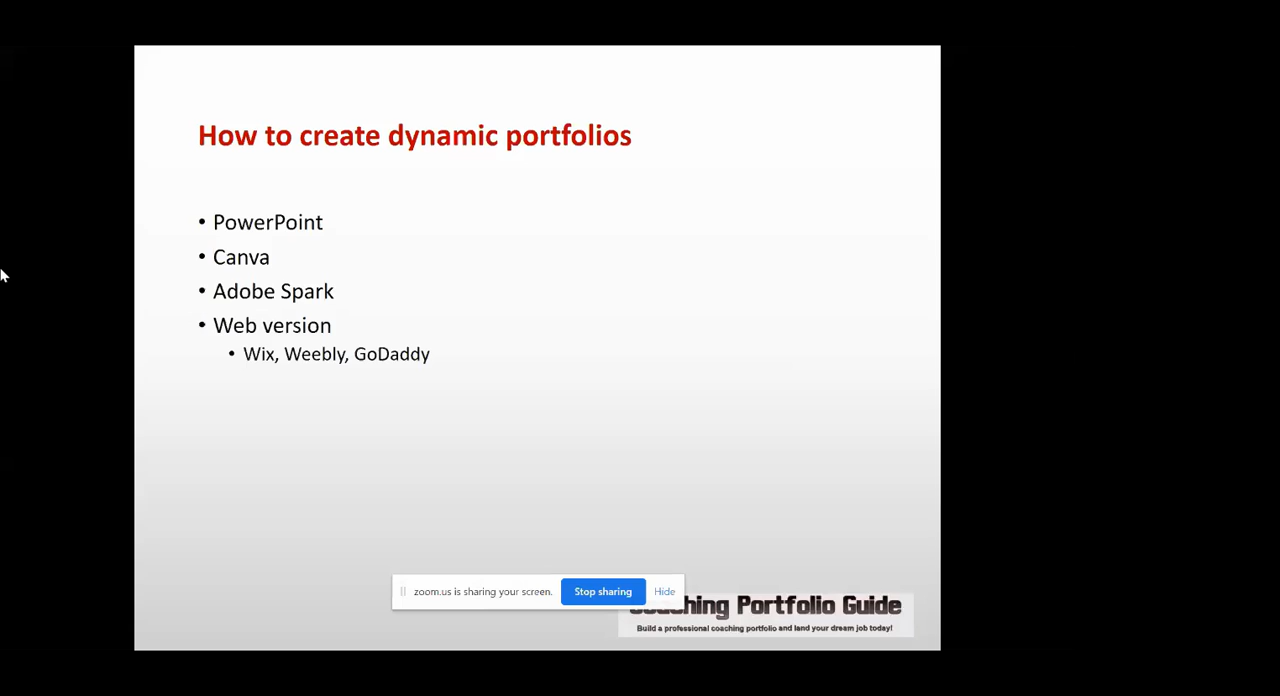 How to create dynamic portfolios
• PowerPoint
• Canva
• Adobe Spark
• Web version
• Wix, Weebly, GoDaddy
zoom.us is sharing your screen. Stop sharing Hide
Coaching Portfolio Guide
Build a professional coaching portfolio and land your dream job today!